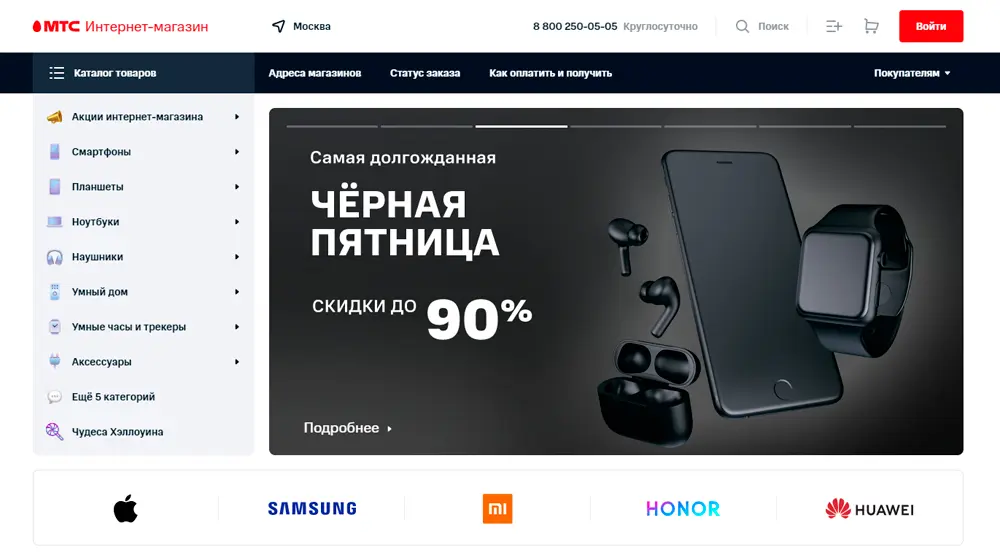 МТС Интернет-магазин
Москва
8 800 250-05-05 Круглосуточно
Поиск
Войти
Каталог товаров
Адреса магазинов
Статус заказа
Как оплатить и получить
Покупателям
Акции интернет-магазина
Смартфоны
Планшеты
Ноутбуки
Наушники
Умный дом
Умные часы и трекеры
Аксессуары
Ещё 5 категорий
Чудеса Хэллоуина
Самая долгожданная
ЧЁРНАЯ
ПЯТНИЦА
СКИДКИ ДО 90%
Подробнее
SAMSUNG
mi
HONOR
HUAWEI